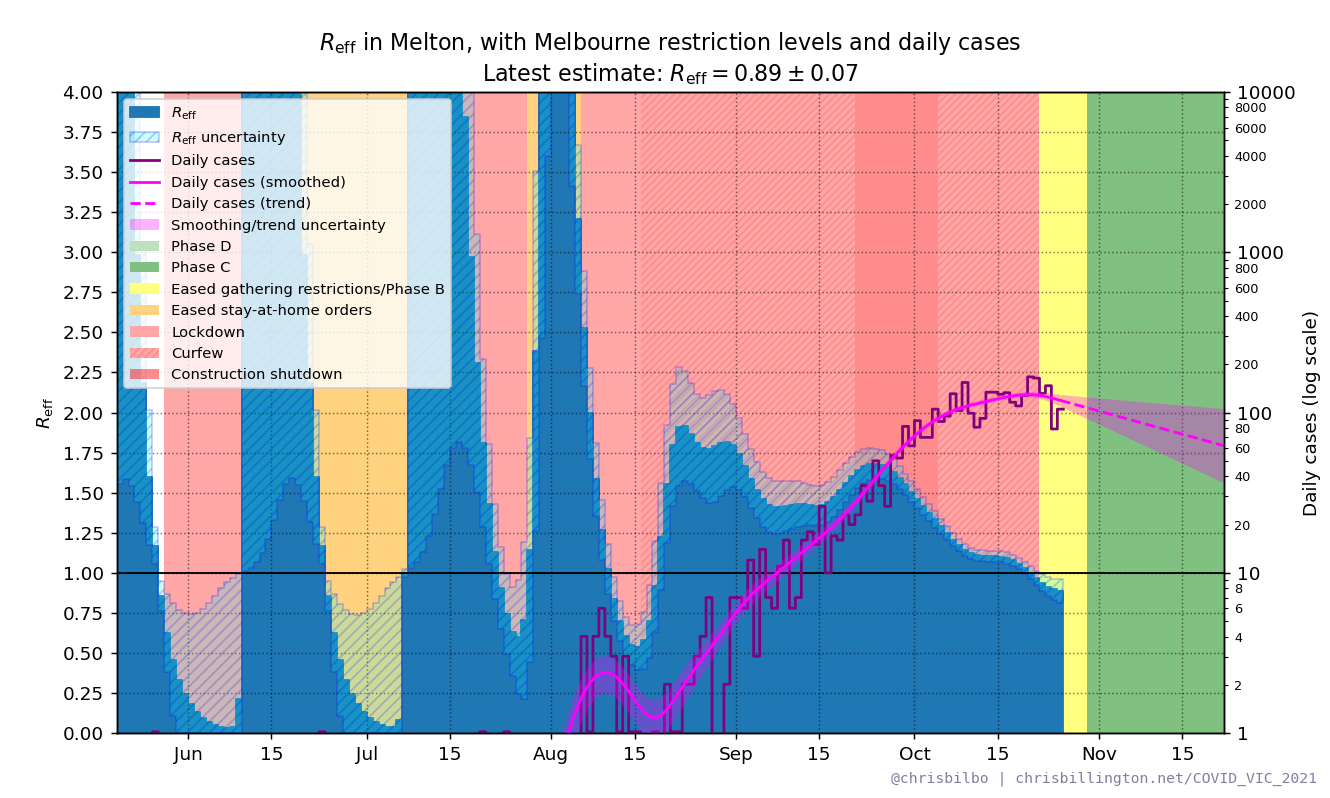 Reff in Melton, with Melbourne restriction levels and daily cases
Latest estimate: Reff = 0.89 ± 0.07
4.00
3.75
3.50
3.25
3.00
2.75
2.50
2.25
2.00
1.75
1.50
1.25
1.00
0.75
0.50
0.25
0.00
Reff
Reff
Reff uncertainty
Daily cases
Daily cases (smoothed)
Daily cases (trend)
Smoothing/trend uncertainty
Phase D
Phase C
Eased gathering restrictions/Phase B
Eased stay-at-home orders
Lockdown
Curfew
Construction shutdown
10000
8000
6000
4000
2000
1000
800
600
400
200
100
80
60
40
20
10
8
6
4
2
1
Daily cases (log scale)
Jun 15 Jul 15 Aug 15 Sep 15 Oct 15 Nov 15
@chrisbilbo | chrisbillington.net/COVID_VIC_2021